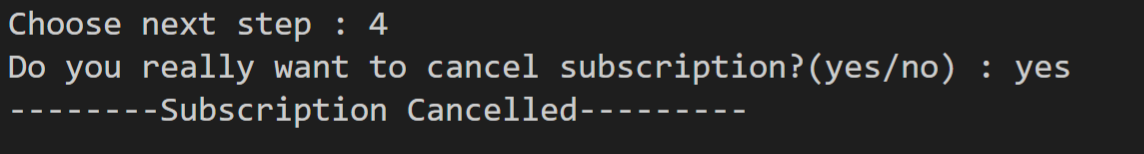 Choose next step : 4
Do you really want to cancel subscription?(yes/no) : yes
--------Subscription Cancelled---------